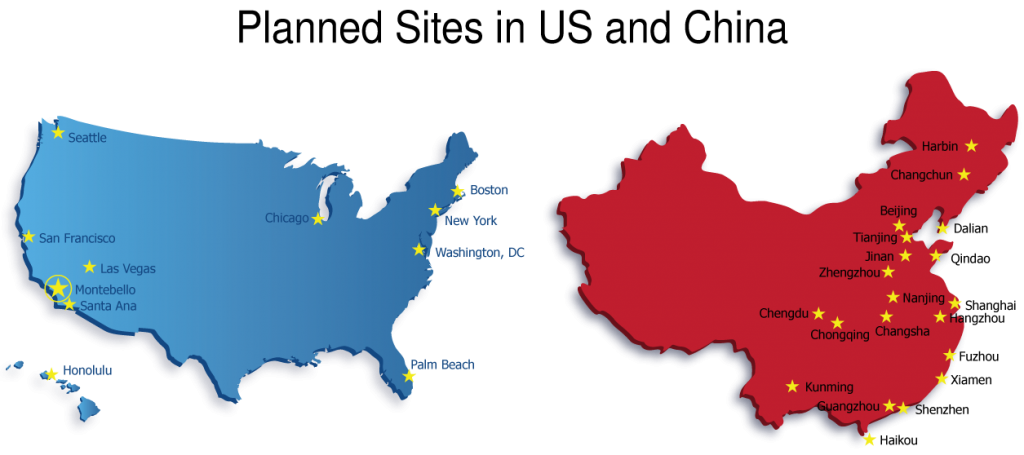 Planned Sites in US and China
Seattle
Boston
Chicago
New York
San Francisco
Washington, DC
Las Vegas
Montebello
Santa Ana
Honolulu
Palm Beach
Harbin
Changchun
Beijing
Dalian
Tianjing
Jinan
Qindao
Zhengzhou
Nanjing
Shanghai
Chengdu
Hangzhou
Chongqing
Changsha
Fuzhou
Xiamen
Kunming
Guangzhou
Shenzhen
Haikou